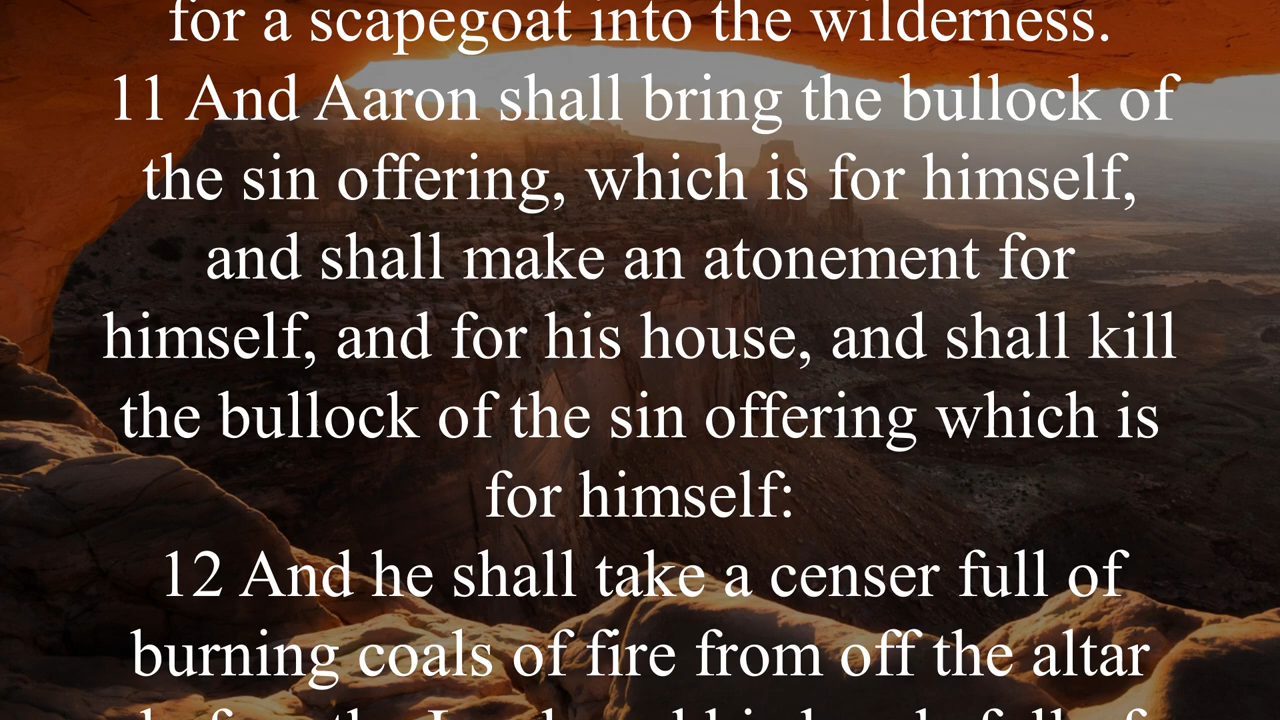 for a scapegoat into the wilderness.
11 And Aaron shall bring the bullock of
the sin offering, which is for himself,
and shall make an atonement for
himself, and for his house, and shall kill
the bullock of the sin offering which is
for himself:
12 And he shall take a censer full of
burning coals of fire from off the altar